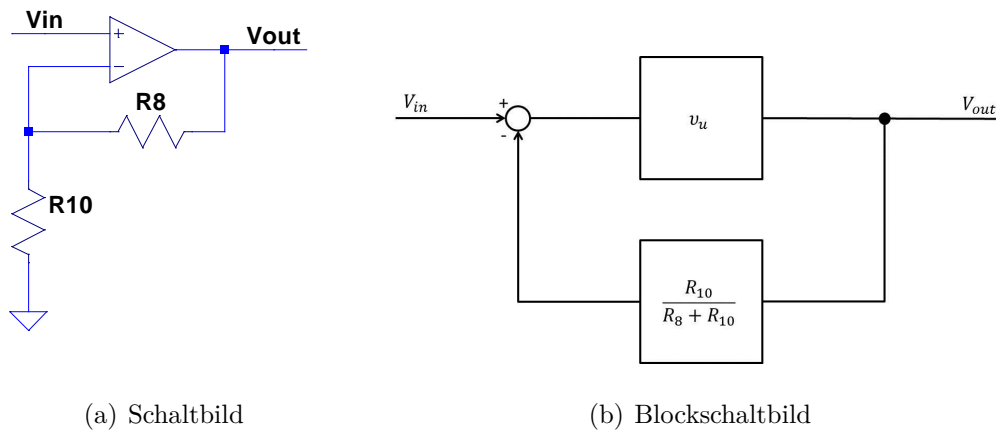 Vin
+
−
Vout
R8
R10
(a) Schaltbild
V_in
+
-
v_u
V_out
R_10
R_8 + R_10
(b) Blockschaltbild